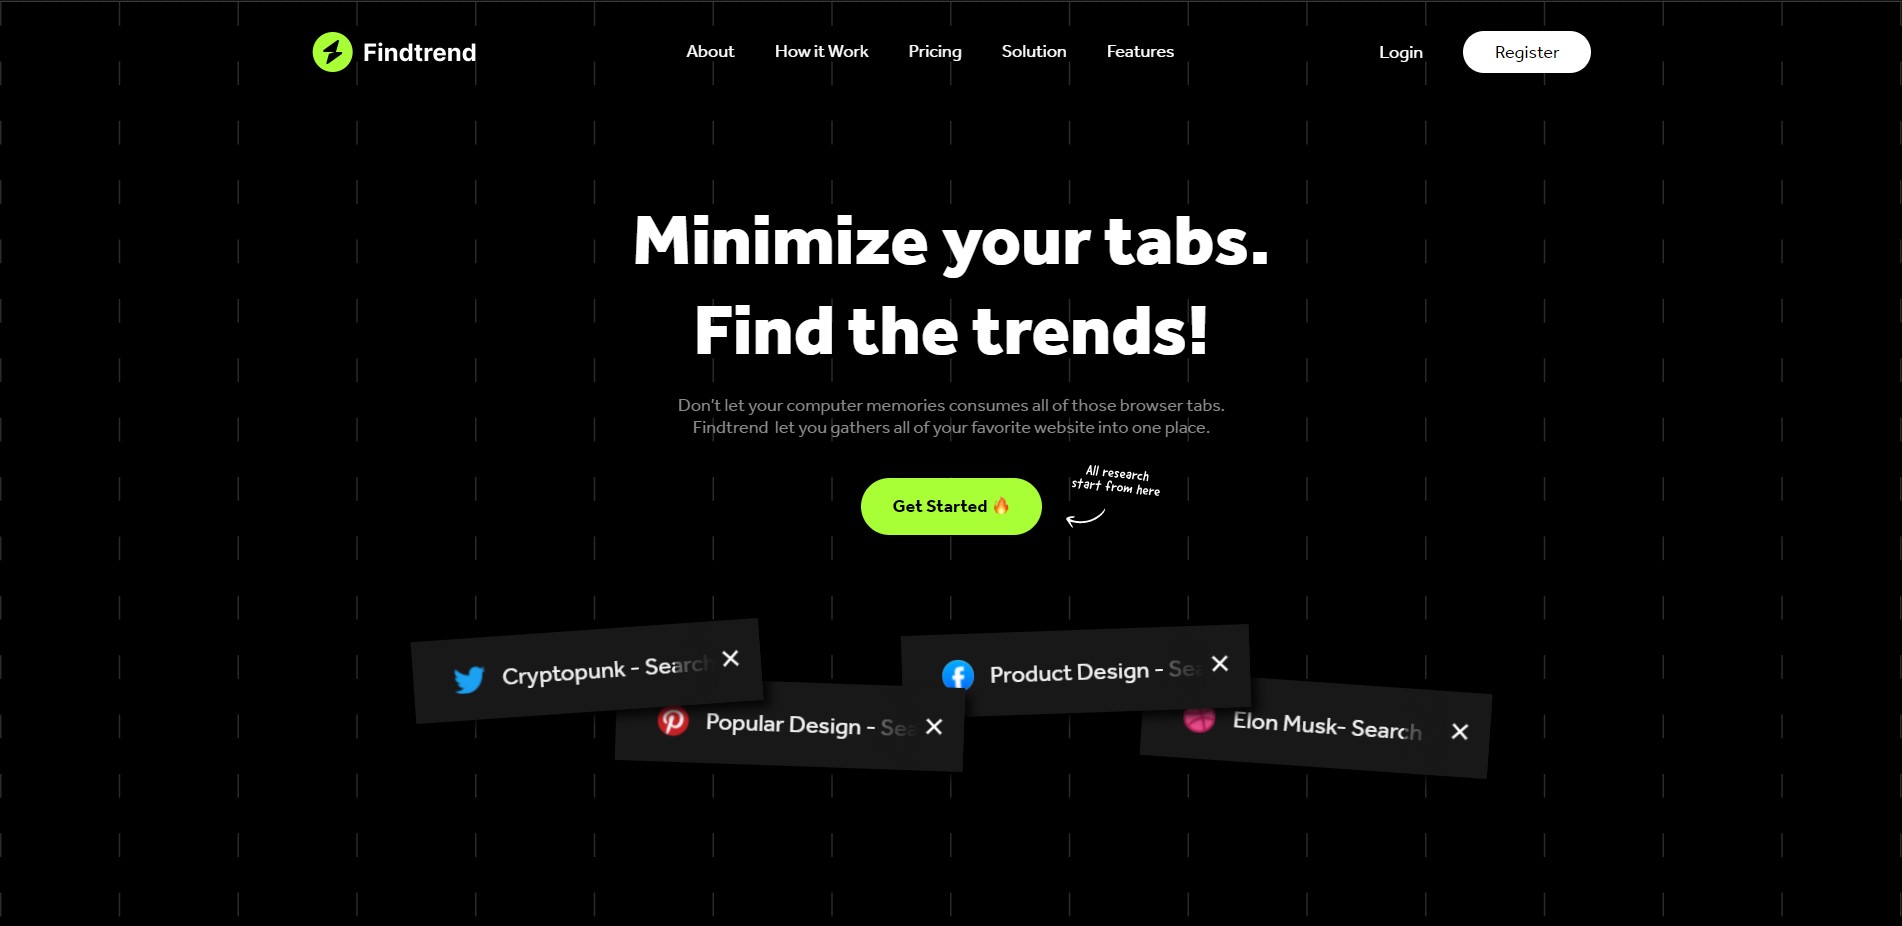 Findtrend
About
How it Work
Pricing
Solution
Features
Login
Register
Minimize your tabs.
Find the trends!
Don't let your computer memories consumes all of those browser tabs.
Findtrend let you gathers all of your favorite website into one place.
Get Started 🔥
All research
start from here
Cryptopunk - Search
Product Design - Sea
Popular Design - Sea
Elon Musk- Search